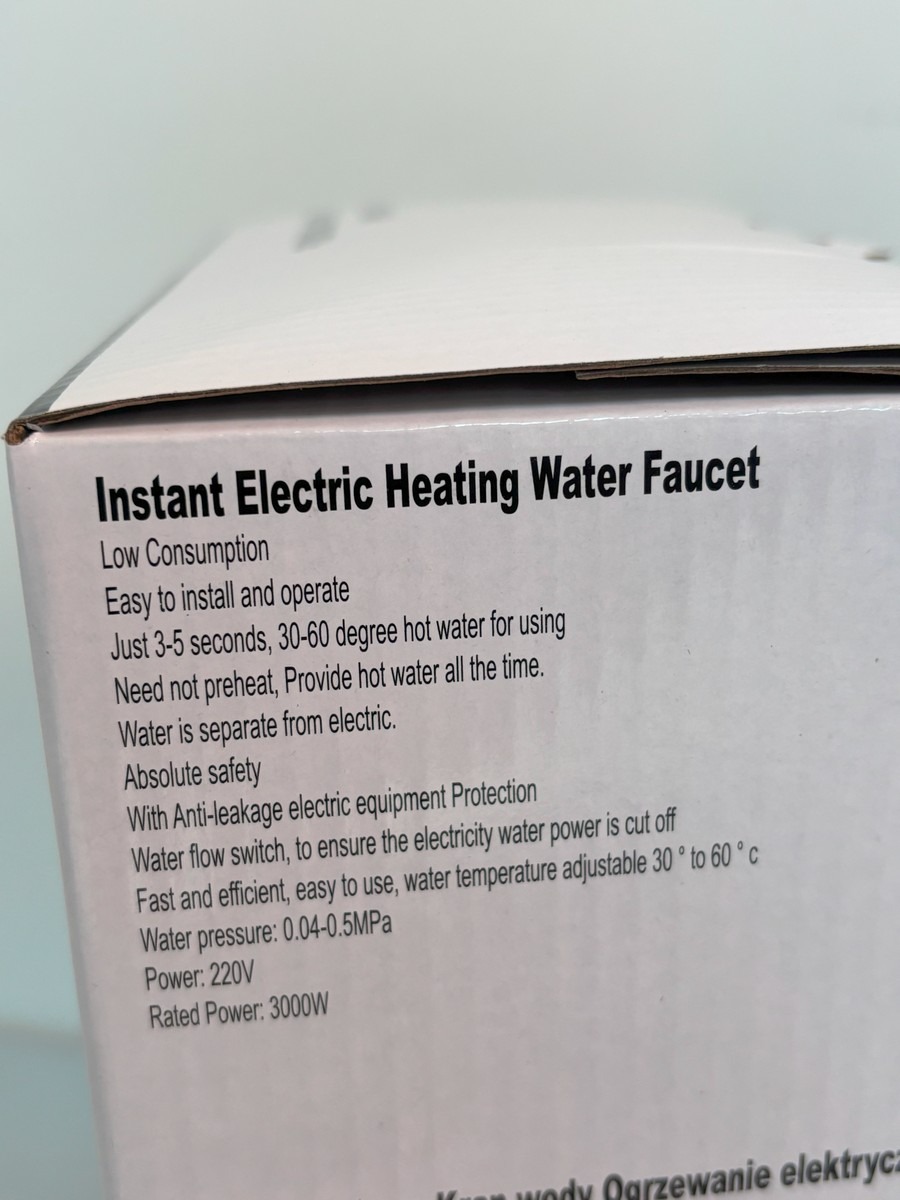 Instant Electric Heating Water Faucet
Low Consumption
Easy to install and operate
Just 3-5 seconds, 30-60 degree hot water for using
Need not preheat, Provide hot water all the time.
Water is separate from electric.
Absolute safety
With Anti-leakage electric equipment Protection
Water flow switch, to ensure the electricity water power is cut off
Fast and efficient, easy to use, water temperature adjustable 30 ° to 60 ° c
Water pressure: 0.04-0.5MPa
Power: 220V
Rated Power: 3000W
wody Ogrzewanie